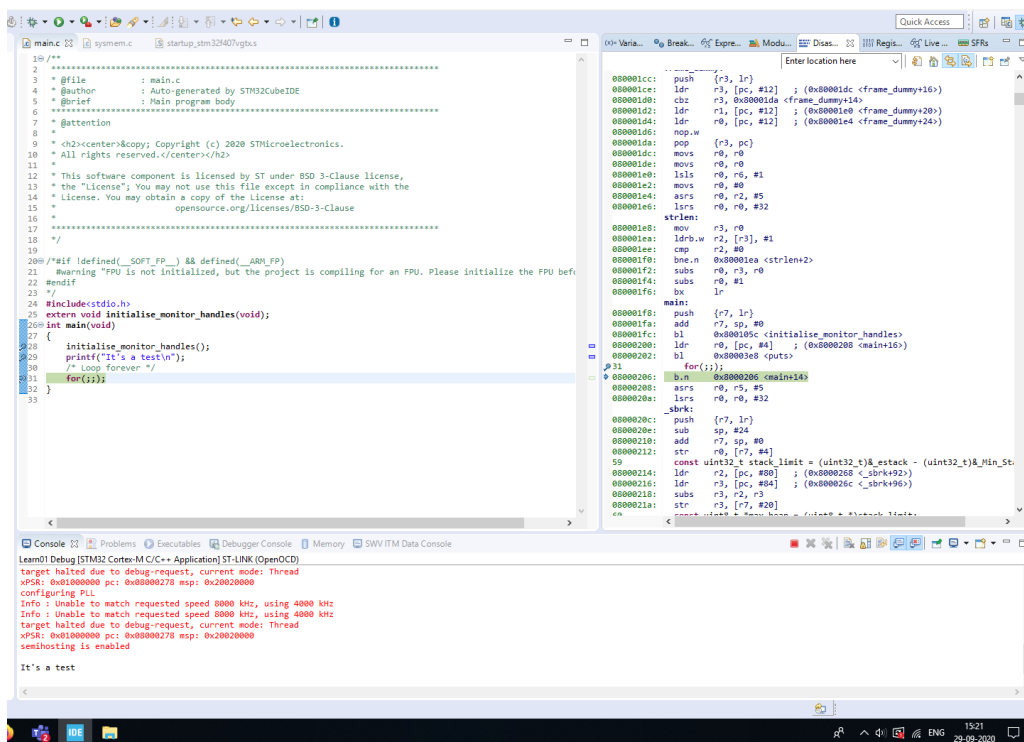 Quick Access
main.c
sysmem.c
startup_stm32f407vgtx.s
1 /**
2 ******************************************************************************
3 * @file : main.c
4 * @author : Auto-generated by STM32CubeIDE
5 * @brief : Main program body
6 ******************************************************************************
7 * @attention
8 *
9 * <h2><center>&copy; Copyright (c) 2020 STMicroelectronics.
10 * All rights reserved.</center></h2>
11 *
12 * This software component is licensed by ST under BSD 3-Clause license,
13 * the "License"; You may not use this file except in compliance with the
14 * License. You may obtain a copy of the License at:
15 * opensource.org/licenses/BSD-3-Clause
16 *
17 ******************************************************************************
18 */
19
20 /*#if !defined(__SOFT_FP__) && defined(__ARM_FP)
21 #warning "FPU is not initialized, but the project is compiling for an FPU. Please initialize the FPU befo
22 #endif
23 */
24 #include<stdio.h>
25 extern void initialise_monitor_handles(void);
26 int main(void)
27 {
28 initialise_monitor_handles();
29 printf("It's a test\n");
30 /* Loop forever */
31 for(;;);
32 }
33
(x)= Varia... Break... Expre... Modu... Disas... Regis... Live ... SFRs
Enter location here
080001cc: push {r3, lr}
080001ce: ldr r3, [pc, #12] ; (0x80001dc <frame_dummy+16>)
080001d0: cbz r3, 0x80001da <frame_dummy+14>
080001d2: ldr r1, [pc, #12] ; (0x80001e0 <frame_dummy+20>)
080001d4: ldr r0, [pc, #12] ; (0x80001e4 <frame_dummy+24>)
080001d6: nop.w
080001da: pop {r3, pc}
080001dc: movs r0, r0
080001de: movs r0, r0
080001e0: lsls r0, r6, #1
080001e2: movs r0, #0
080001e4: asrs r0, r2, #5
080001e6: lsrs r0, r0, #32
strlen:
080001e8: mov r3, r0
080001ea: ldrb.w r2, [r3], #1
080001ee: cmp r2, #0
080001f0: bne.n 0x80001ea <strlen+2>
080001f2: subs r0, r3, r0
080001f4: subs r0, #1
080001f6: bx lr
main:
080001f8: push {r7, lr}
080001fa: add r7, sp, #0
080001fc: bl 0x800105c <initialise_monitor_handles>
08000200: ldr r0, [pc, #4] ; (0x8000208 <main+16>)
08000202: bl 0x80003e8 <puts>
31 for(;;);
08000206: b.n 0x8000206 <main+14>
08000208: asrs r0, r5, #5
0800020a: lsrs r0, r0, #32
_sbrk:
0800020c: push {r7, lr}
0800020e: sub sp, #24
08000210: add r7, sp, #0
08000212: str r0, [r7, #4]
59 const uint32_t stack_limit = (uint32_t)&_estack - (uint32_t)&_Min_Sta
08000214: ldr r2, [pc, #80] ; (0x8000268 <_sbrk+92>)
08000216: ldr r3, [pc, #84] ; (0x800026c <_sbrk+96>)
08000218: subs r3, r2, r3
0800021a: str r3, [r7, #20]
Console Problems Executables Debugger Console Memory SWV ITM Data Console
Learn01 Debug [STM32 Cortex-M C/C++ Application] ST-LINK (OpenOCD)
target halted due to debug-request, current mode: Thread
xPSR: 0x01000000 pc: 0x08000278 msp: 0x20020000
configuring PLL
Info : Unable to match requested speed 8000 kHz, using 4000 kHz
Info : Unable to match requested speed 8000 kHz, using 4000 kHz
target halted due to debug-request, current mode: Thread
xPSR: 0x01000000 pc: 0x08000278 msp: 0x20020000
semihosting is enabled
It's a test
IDE
ENG
15:21
29-09-2020